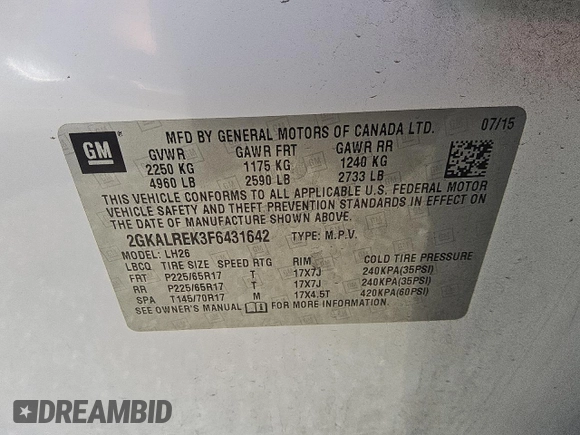 GM
MFD BY GENERAL MOTORS OF CANADA LTD. 07/15
GVWR GAWR FRT GAWR RR
2250 KG 1175 KG 1240 KG
4960 LB 2590 LB 2733 LB
THIS VEHICLE CONFORMS TO ALL APPLICABLE U.S. FEDERAL MOTOR
VEHICLE SAFETY AND THEFT PREVENTION STANDARDS IN EFFECT ON
THE DATE OF MANUFACTURE SHOWN ABOVE.
2GKALREK3F6431642 TYPE: M.P.V.
MODEL: LH26
LBCQ TIRE SIZE SPEED RTG RIM COLD TIRE PRESSURE
FRT P225/65R17 T 17X7J 240KPA(35PSI)
RR P225/65R17 T 17X7J 240KPA(35PSI)
SPA T145/70R17 M 17X4.5T 420KPA(60PSI)
SEE OWNER'S MANUAL FOR MORE INFORMATION.
DREAMBID